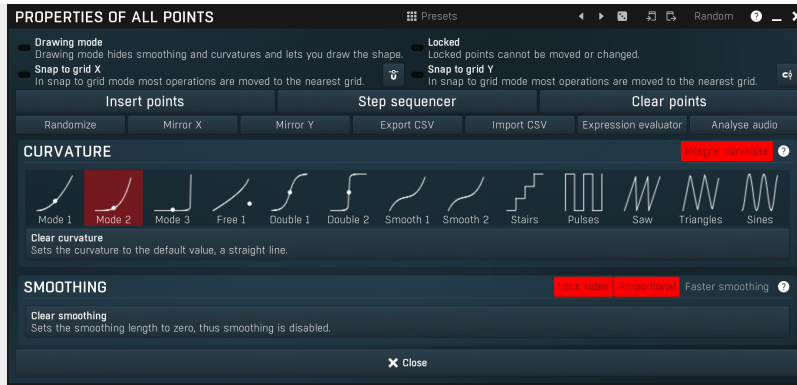 PROPERTIES OF ALL POINTS Presets Random ?
Drawing mode Locked
Drawing mode hides smoothing and curvatures and lets you draw the shape. Locked points cannot be moved or changed.
Snap to grid X Snap to grid Y
In snap to grid mode most operations are moved to the nearest grid. In snap to grid mode most operations are moved to the nearest grid.
Insert points Step sequencer Clear points
Randomize Mirror X Mirror Y Export CSV Import CSV Expression evaluator Analyse audio
CURVATURE Integral curvature ?
Mode 1 Mode 2 Mode 3 Free 1 Double 1 Double 2 Smooth 1 Smooth 2 Stairs Pulses Saw Triangles Sines
Clear curvature
Sets the curvature to the default value, a straight line.
SMOOTHING Lock sides Proportional Faster smoothing ?
Clear smoothing
Sets the smoothing length to zero, thus smoothing is disabled.
Close